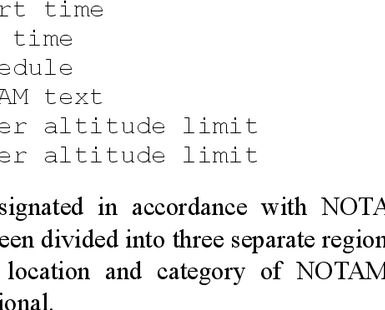 rt time
time
edule
AM text
er altitude limit
er altitude limit
signated in accordance with NOTA
een divided into three separate region
location and category of NOTAM
ional.